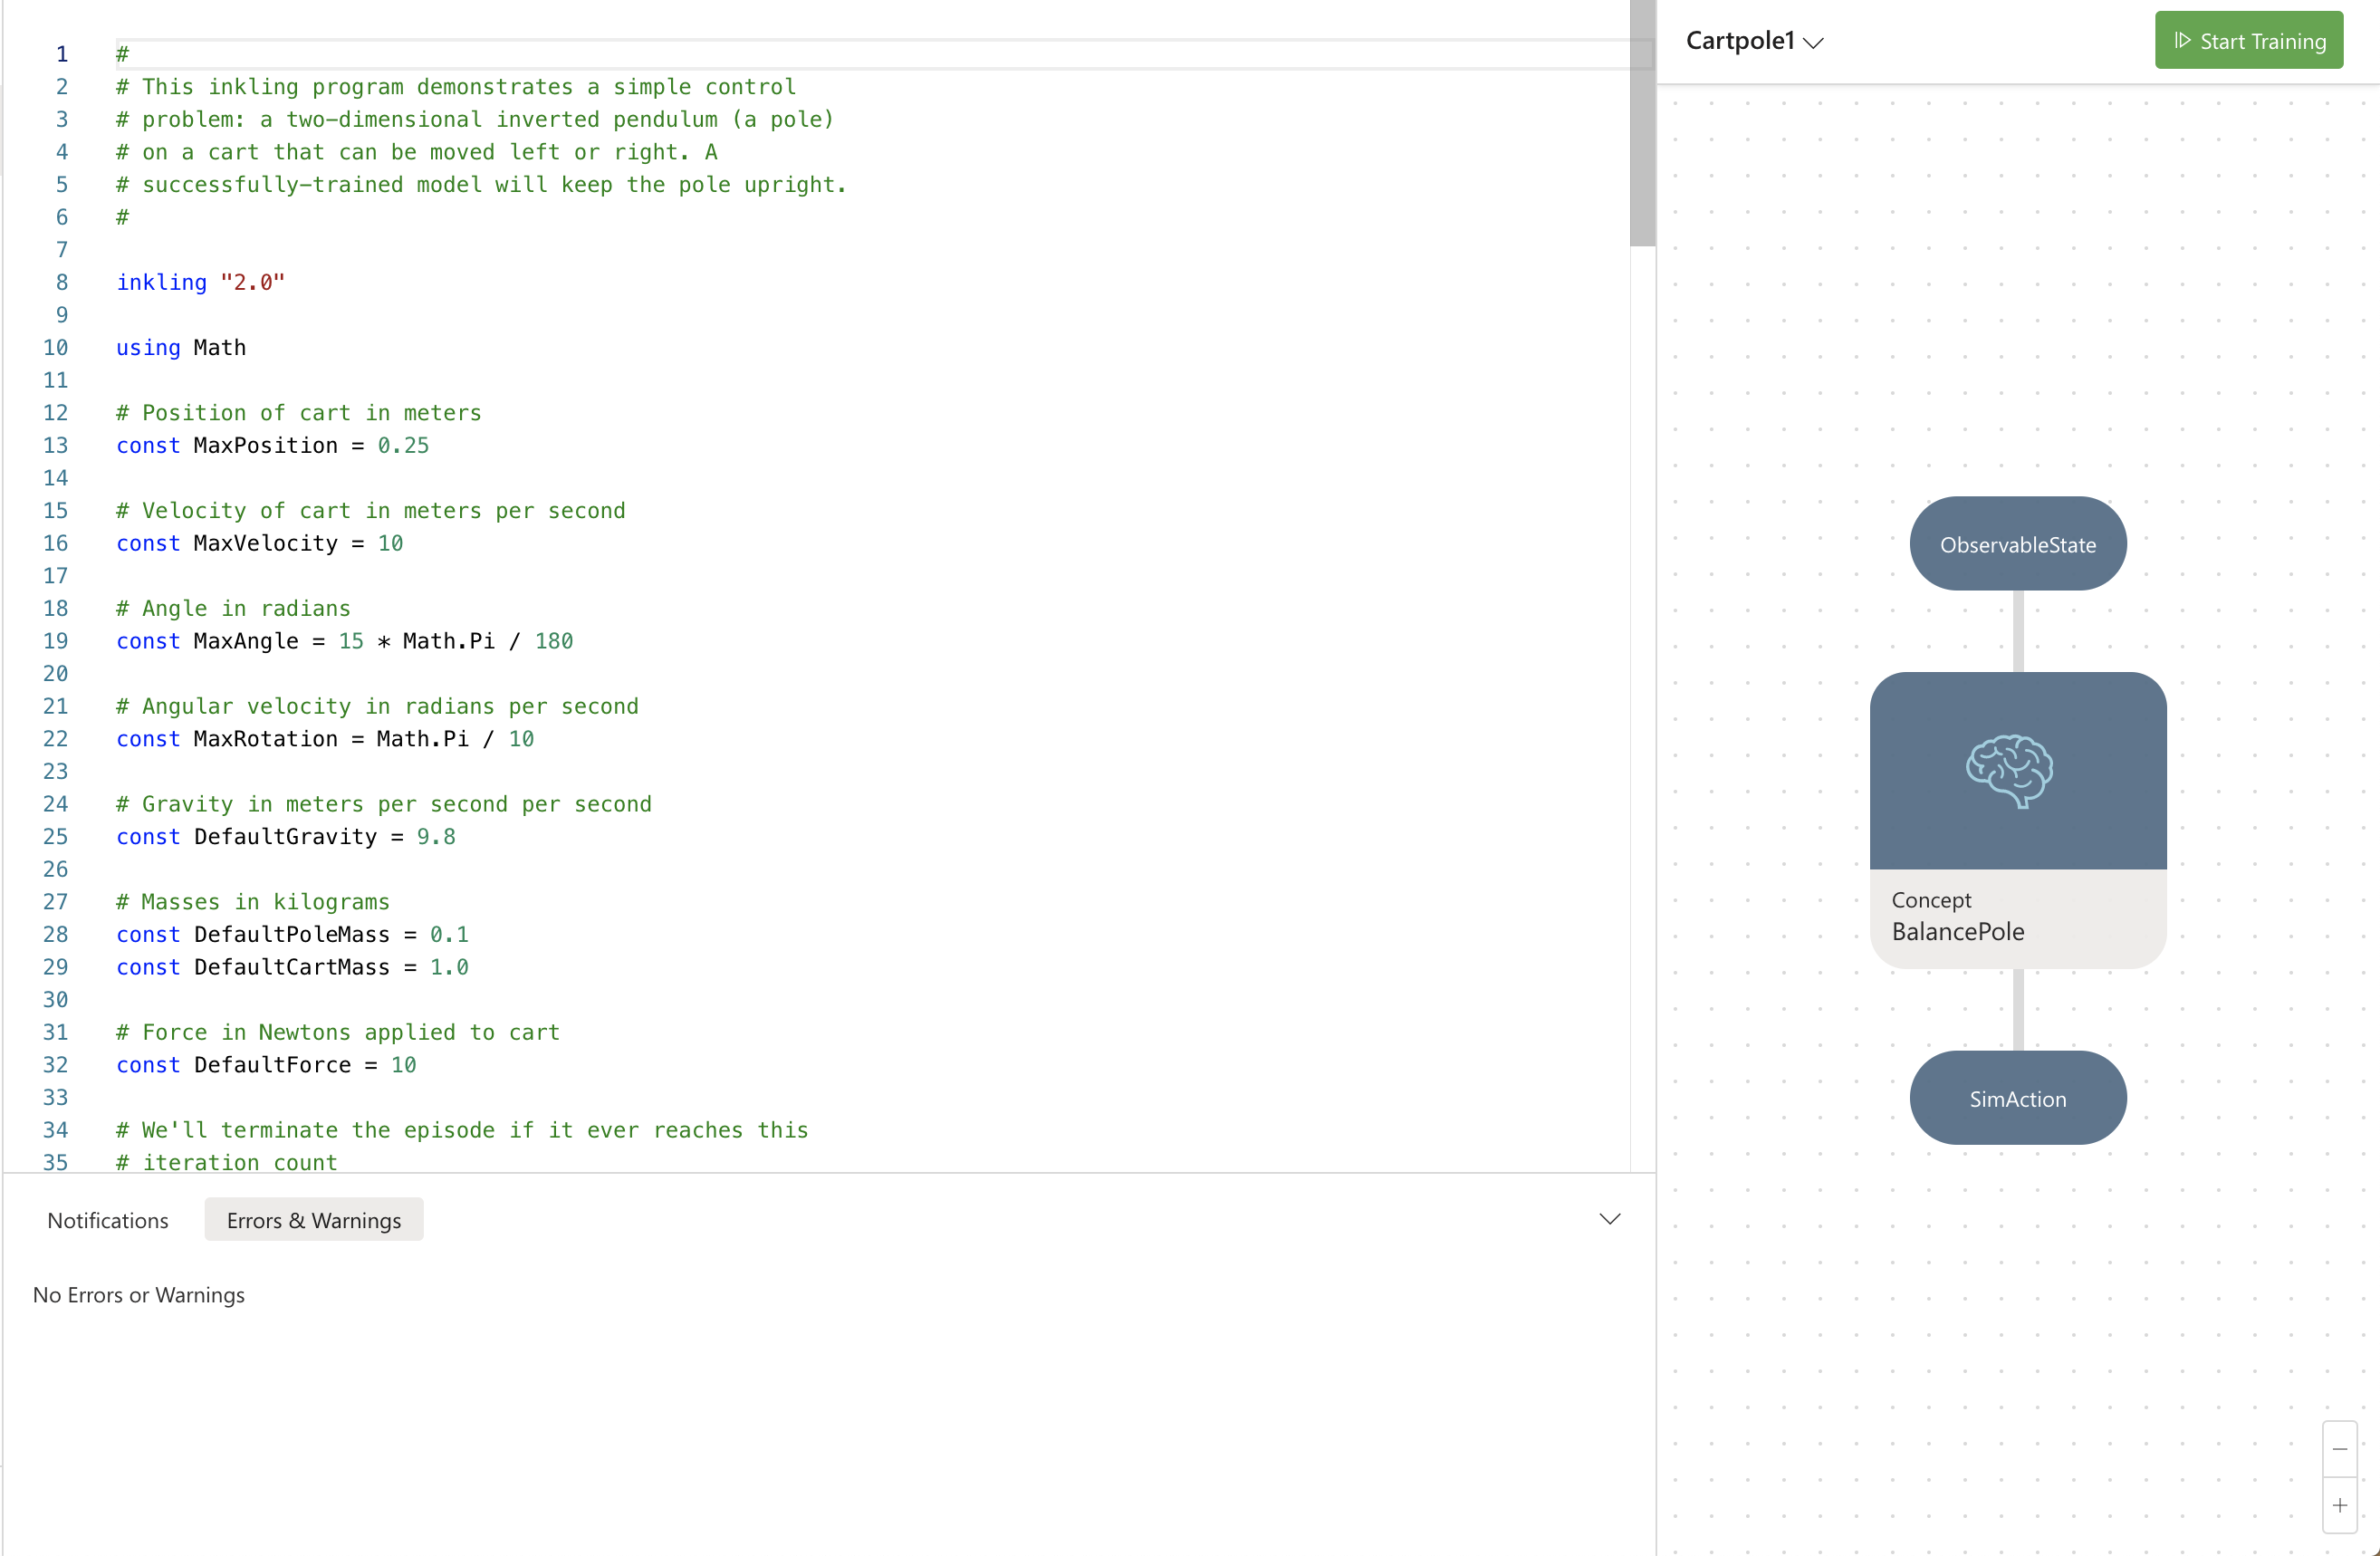 1 #
2 # This inkling program demonstrates a simple control
3 # problem: a two-dimensional inverted pendulum (a pole)
4 # on a cart that can be moved left or right. A
5 # successfully-trained model will keep the pole upright.
6 #
7
8 inkling "2.0"
9
10 using Math
11
12 # Position of cart in meters
13 const MaxPosition = 0.25
14
15 # Velocity of cart in meters per second
16 const MaxVelocity = 10
17
18 # Angle in radians
19 const MaxAngle = 15 * Math.Pi / 180
20
21 # Angular velocity in radians per second
22 const MaxRotation = Math.Pi / 10
23
24 # Gravity in meters per second per second
25 const DefaultGravity = 9.8
26
27 # Masses in kilograms
28 const DefaultPoleMass = 0.1
29 const DefaultCartMass = 1.0
30
31 # Force in Newtons applied to cart
32 const DefaultForce = 10
33
34 # We'll terminate the episode if it ever reaches this
35 # iteration count
Notifications
Errors & Warnings
No Errors or Warnings
Cartpole1
Start Training
ObservableState
Concept
BalancePole
SimAction